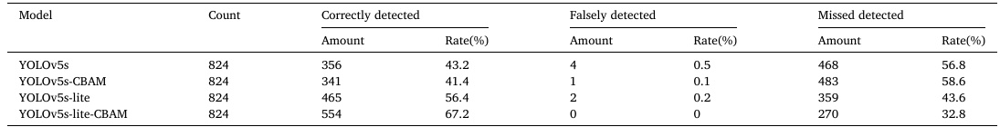 Model Count Correctly detected Falsely detected Missed detected
Amount Rate(%) Amount Rate(%) Amount Rate(%)
YOLOv5s 824 356 43.2 4 0.5 468 56.8
YOLOv5s-CBAM 824 341 41.4 1 0.1 483 58.6
YOLOv5s-lite 824 465 56.4 2 0.2 359 43.6
YOLOv5s-lite-CBAM 824 554 67.2 0 0 270 32.8